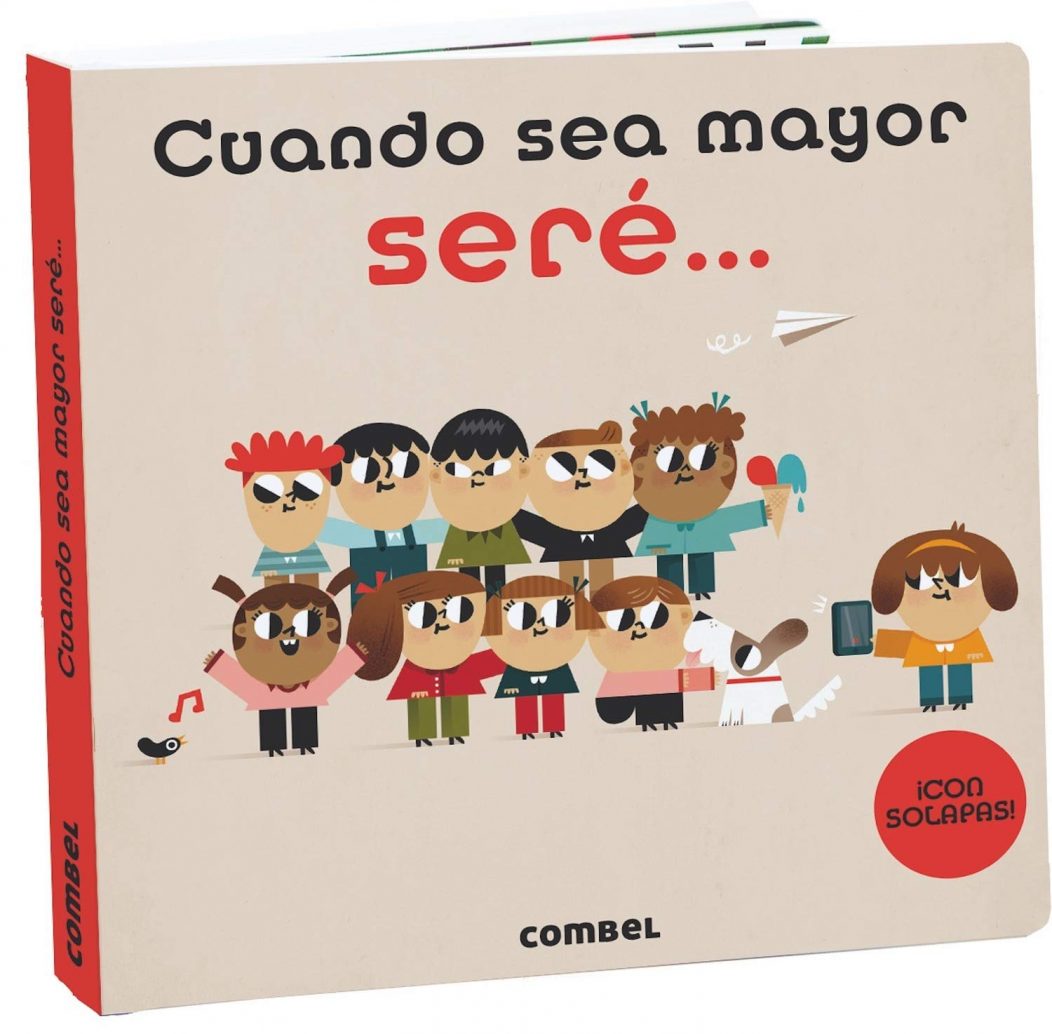 Cuando sea mayor
seré...
¡CON
SOLAPAS!
COMBEL
Cuando sea mayor seré...
COMBEL